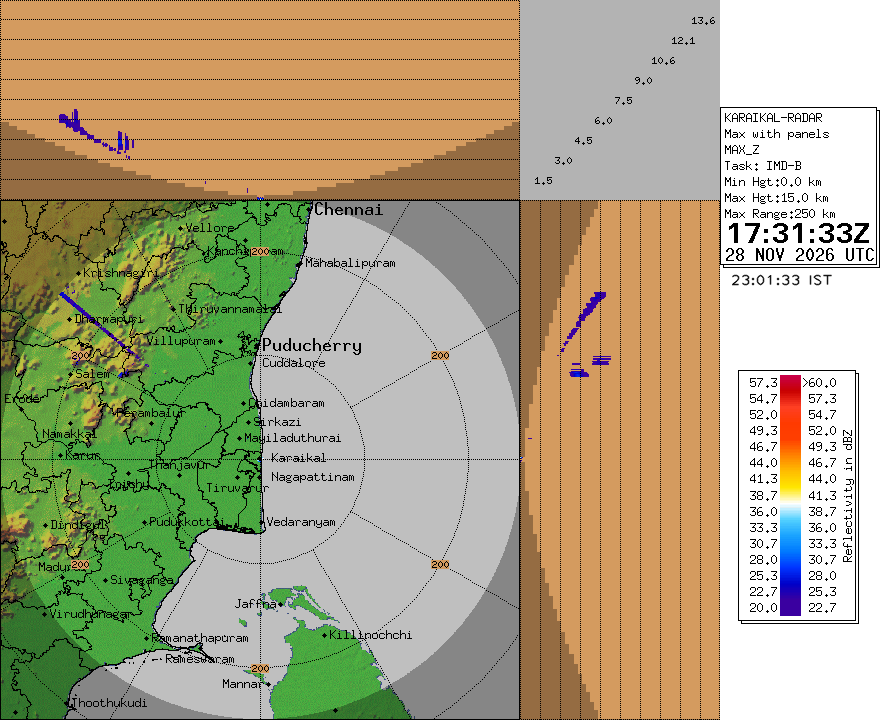 13.6
12.1
10.6
9.0
7.5
6.0
4.5
3.0
1.5
KARAIKAL-RADAR
Max with panels
MAX_Z
Task: IMD-B
Min Hgt:0.0 km
Max Hgt:15.0 km
Max Range:250 km
17:31:33Z
28 NOV 2026 UTC
23:01:33 IST
Chennai
Vellore
200
Mahabalipuram
Krishnagiri
Thiruvannamalai
Dharmapuri
Villupuram
Puducherry
200
200
Cuddalore
Salem
Erode
Chidambaram
Perambalur
Sirkazi
Namakkal
Mayiladuthurai
Karur
Karaikal
Thanjavur
Nagapattinam
Tiruvarur
Dindigul
Pudukkottai
Vedaranyam
200
200
Sivaganga
Jaffna
Virudhunagar
Killinochchi
Ramanathapuram
Rameswaram
200
Mannar
Thoothukudi
57.3 >60.0
54.7 57.3
52.0 54.7
49.3 52.0
46.7 49.3
44.0 46.7
41.3 44.0
38.7 41.3
36.0 38.7
33.3 36.0
30.7 33.3
28.0 30.7
25.3 28.0
22.7 25.3
20.0 22.7
Reflectivity in dBZ